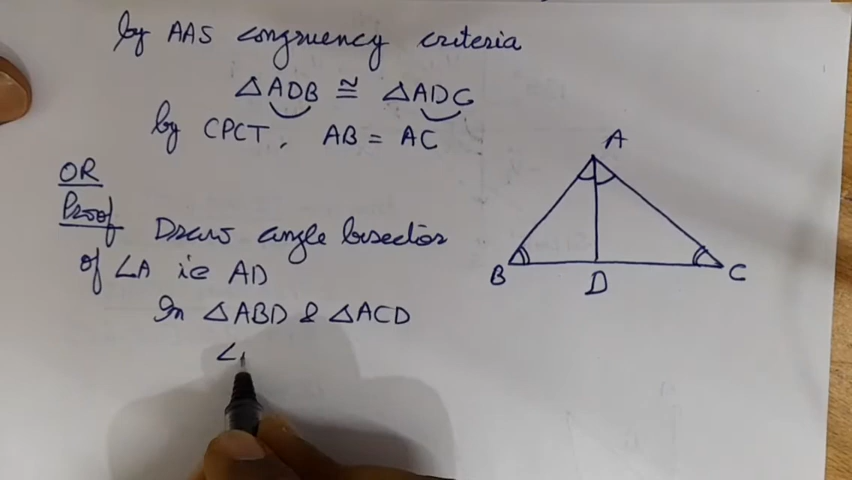 by AAS congruency criteria
△ADB ≅ △ADC
by CPCT, AB = AC
OR
Proof Draw angle bisector
of ∠A ie AD
In △ABD & △ACD
∠
A
B
D
C